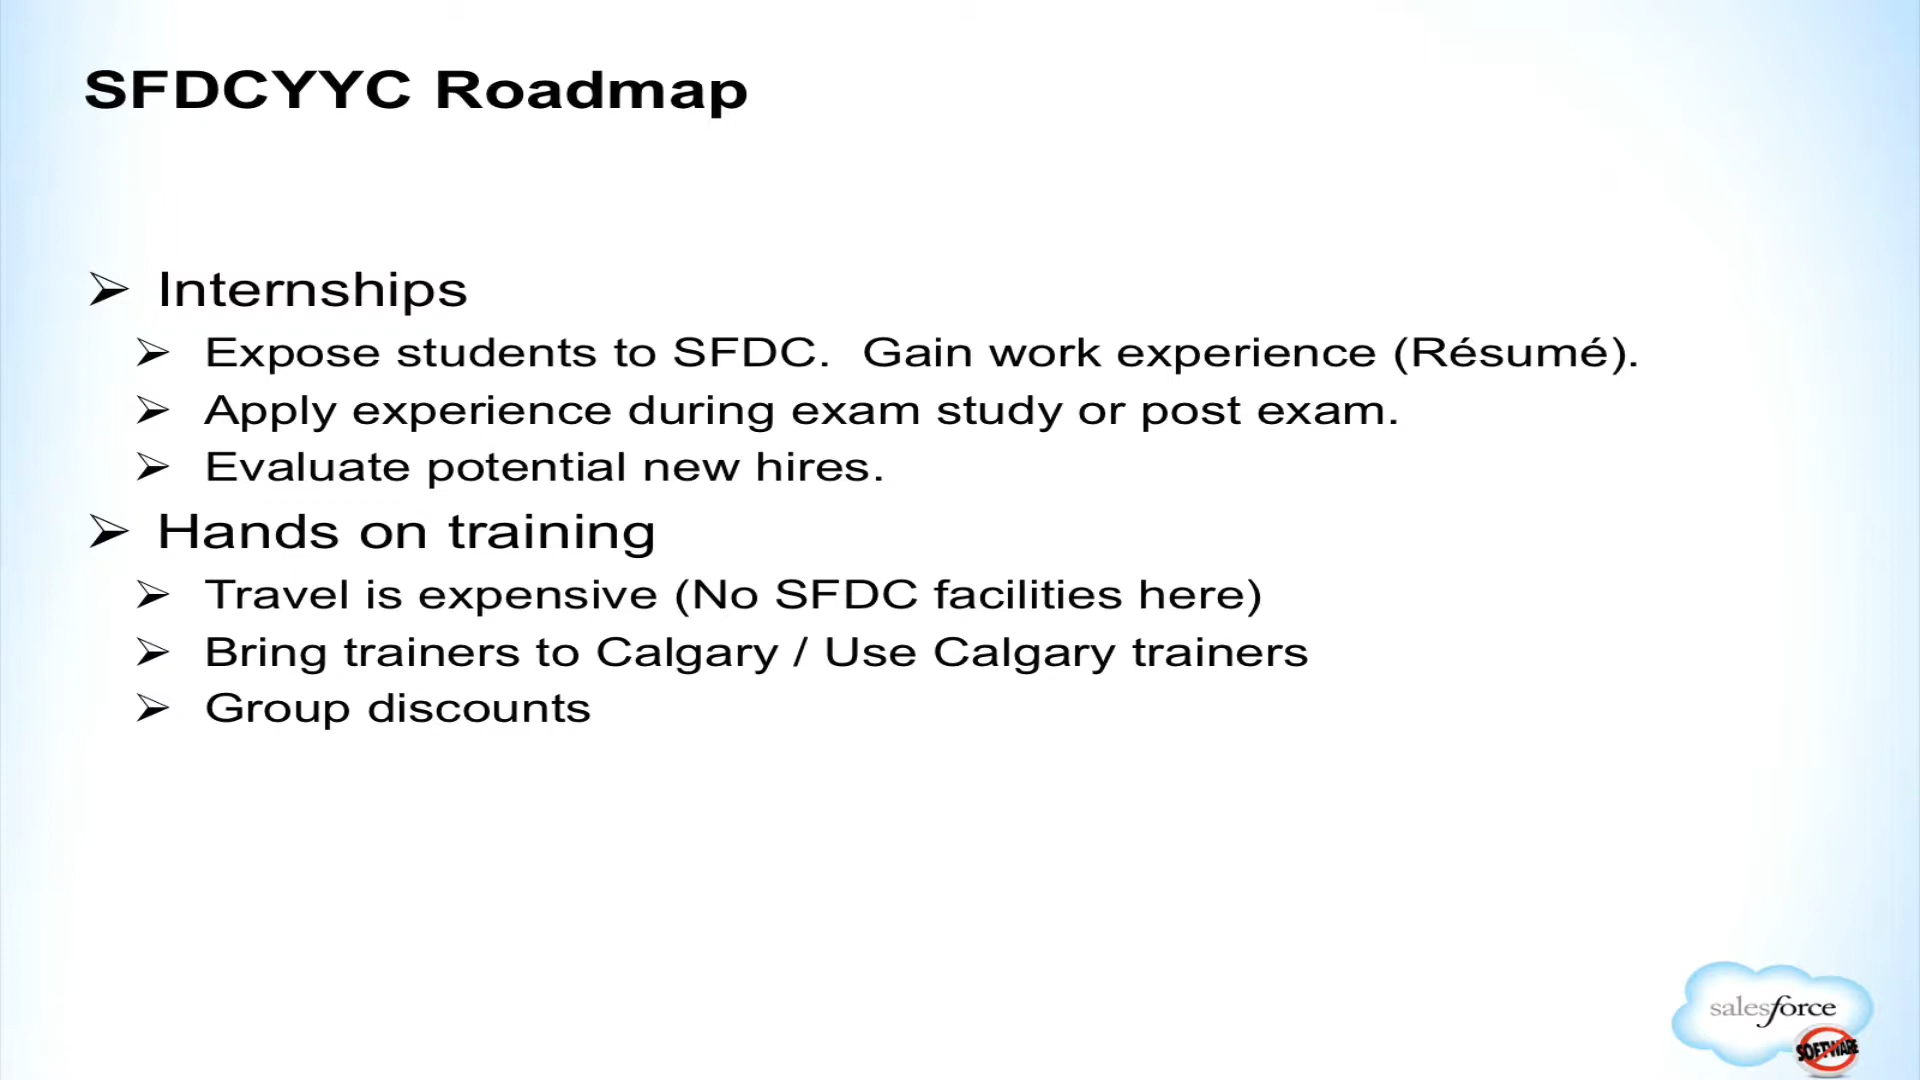 SFDCYYC Roadmap
Internships
Expose students to SFDC.  Gain work experience (Résumé).
Apply experience during exam study or post exam.
Evaluate potential new hires.
Hands on training
Travel is expensive (No SFDC facilities here)
Bring trainers to Calgary / Use Calgary trainers
Group discounts
salesforce
SOFTWARE